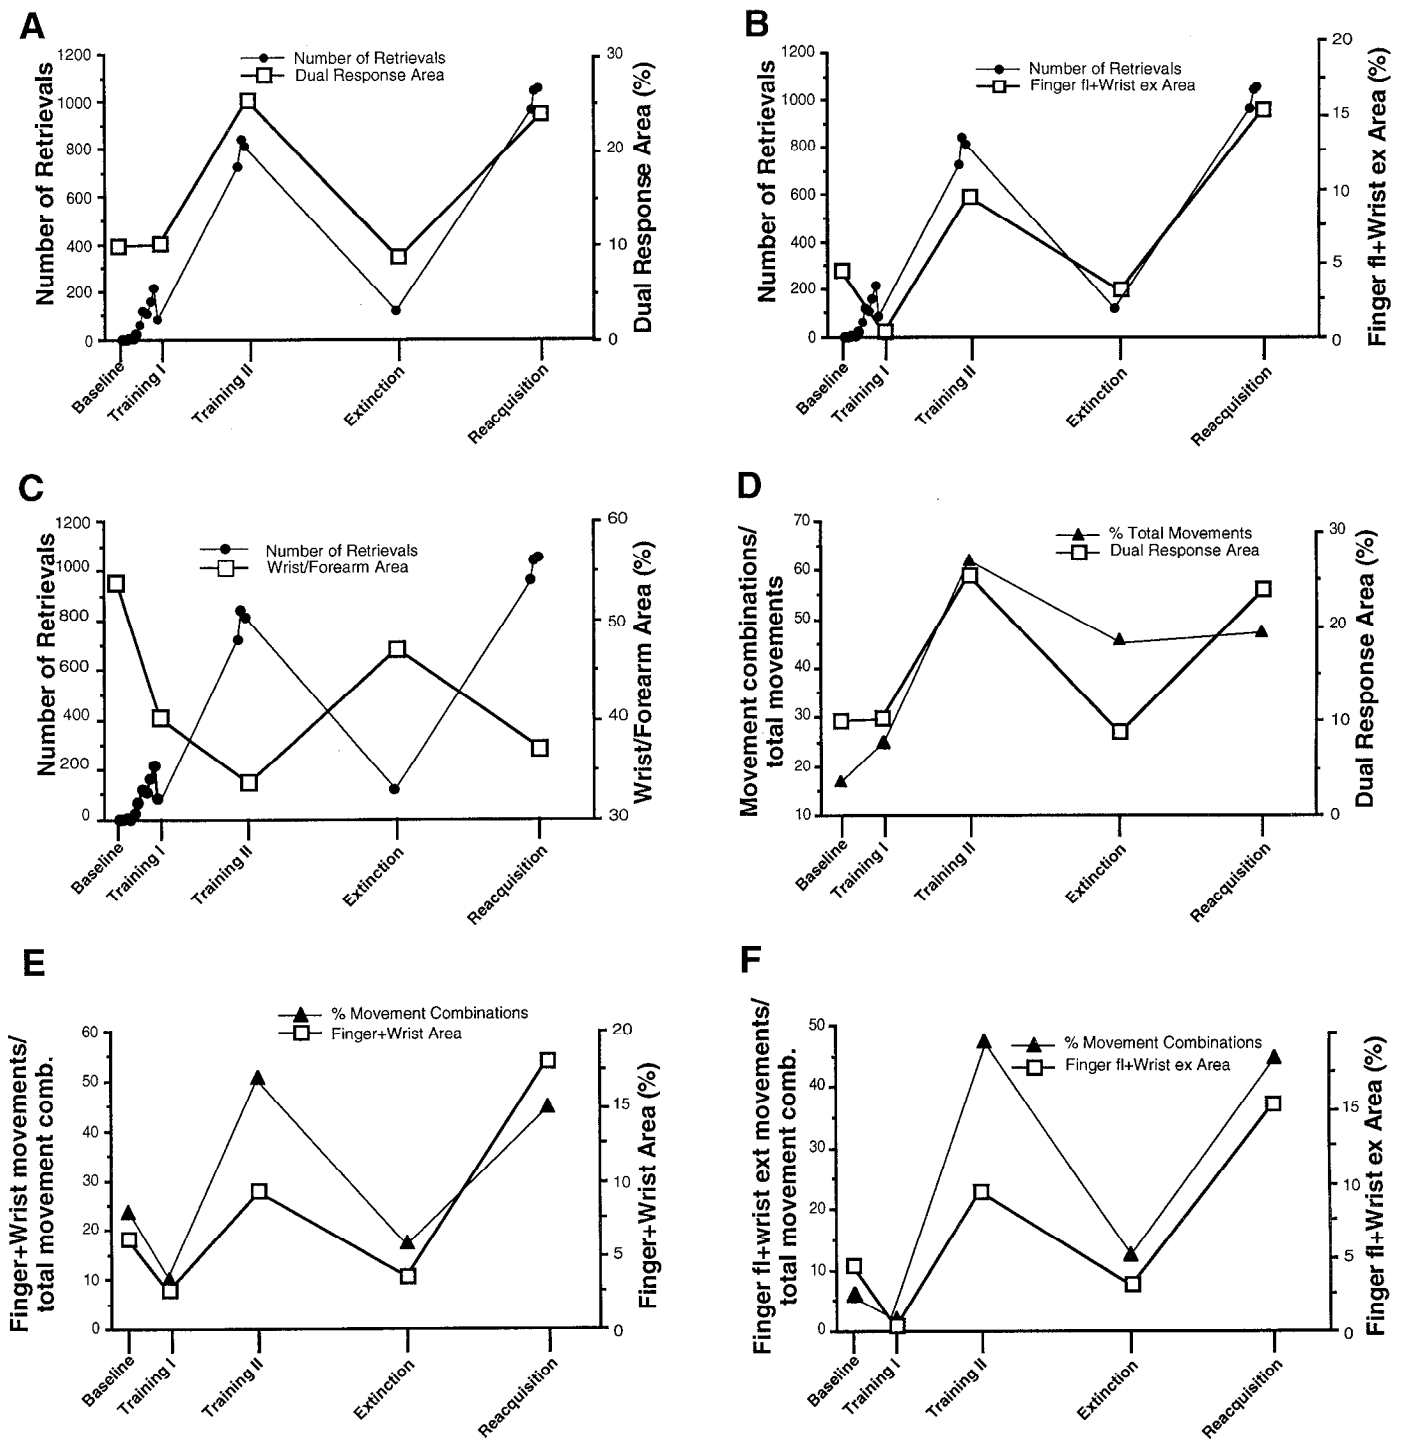 A
Number of Retrievals
Dual Response Area
1200
1000
800
600
400
200
0
30
20
10
0
Number of Retrievals
Dual Response Area (%)
Baseline
Training I
Training II
Extinction
Reacquisition
B
Number of Retrievals
Finger fl+Wrist ex Area
1200
1000
800
600
400
200
0
20
15
10
5
0
Number of Retrievals
Finger fl+Wrist ex Area (%)
Baseline
Training I
Training II
Extinction
Reacquisition
C
Number of Retrievals
Wrist/Forearm Area
1200
1000
800
600
400
200
0
60
50
40
30
Number of Retrievals
Wrist/Forearm Area (%)
Baseline
Training I
Training II
Extinction
Reacquisition
D
% Total Movements
Dual Response Area
70
60
50
40
30
20
10
30
20
10
0
Movement combinations/
total movements
Dual Response Area (%)
Baseline
Training I
Training II
Extinction
Reacquisition
E
% Movement Combinations
Finger+Wrist Area
60
50
40
30
20
10
0
20
15
10
5
0
Finger+Wrist movements/
total movement comb.
Finger+Wrist Area (%)
Baseline
Training I
Training II
Extinction
Reacquisition
F
% Movement Combinations
Finger fl+Wrist ex Area
50
40
30
20
10
0
15
10
5
0
Finger fl+wrist ext movements/
total movement comb.
Finger fl+Wrist ex Area (%)
Baseline
Training I
Training II
Extinction
Reacquisition